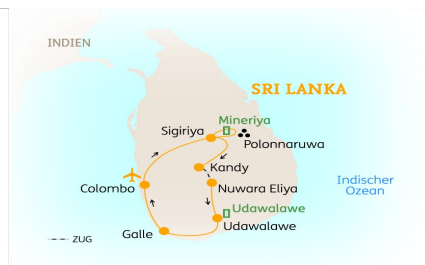 INDIEN
SRI LANKA
Mineriya
Sigiriya
Polonnaruwa
Kandy
Colombo
Nuwara Eliya
Indischer
Ozean
Udawalawe
Udawalawe
Galle
ZUG